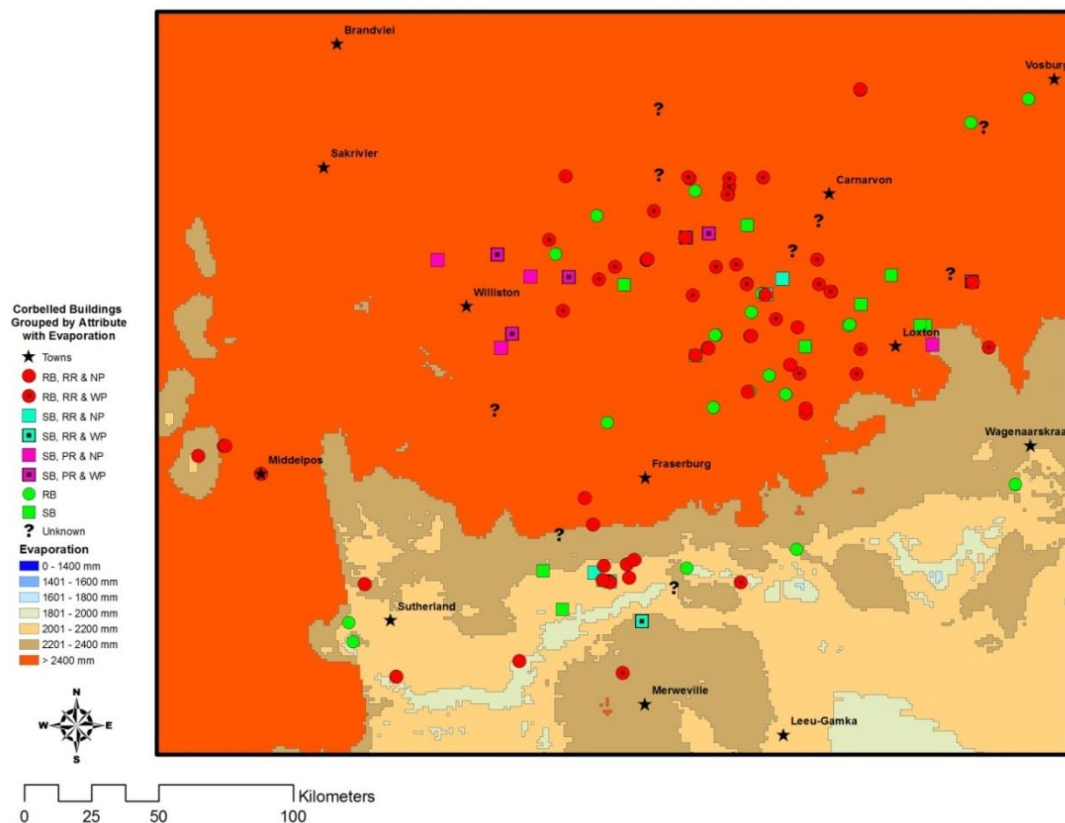 Brandvlei
Vosburg
?
?
Sakrivier
?
Carnarvon
?
?
?
Williston
Loxton
Corbelled Buildings
Grouped by Attribute
with Evaporation
Towns
RB, RR & NP
RB, RR & WP
SB, RR & NP
SB, RR & WP
SB, PR & NP
SB, PR & WP
RB
SB
? Unknown
Evaporation
0 - 1400 mm
1401 - 1600 mm
1601 - 1800 mm
1801 - 2000 mm
2001 - 2200 mm
2201 - 2400 mm
> 2400 mm
?
Wagenaarskraa
Middelpos
Fraserburg
?
?
Sutherland
Merweville
Leeu-Gamka
N
W E
S
Kilometers
0 25 50 100